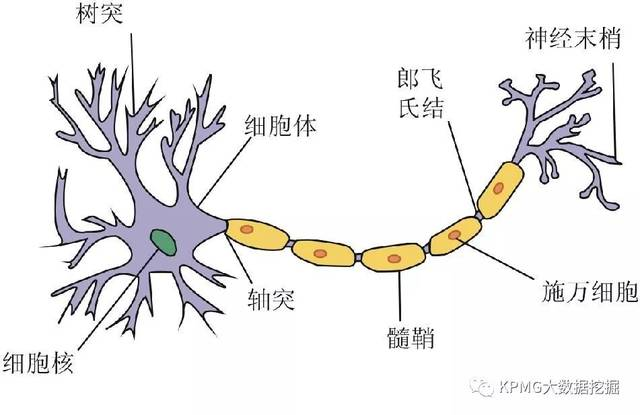 树突
神经末梢
郎飞
氏结
细胞体
施万细胞
轴突
髓鞘
细胞核
KPMG大数据挖掘